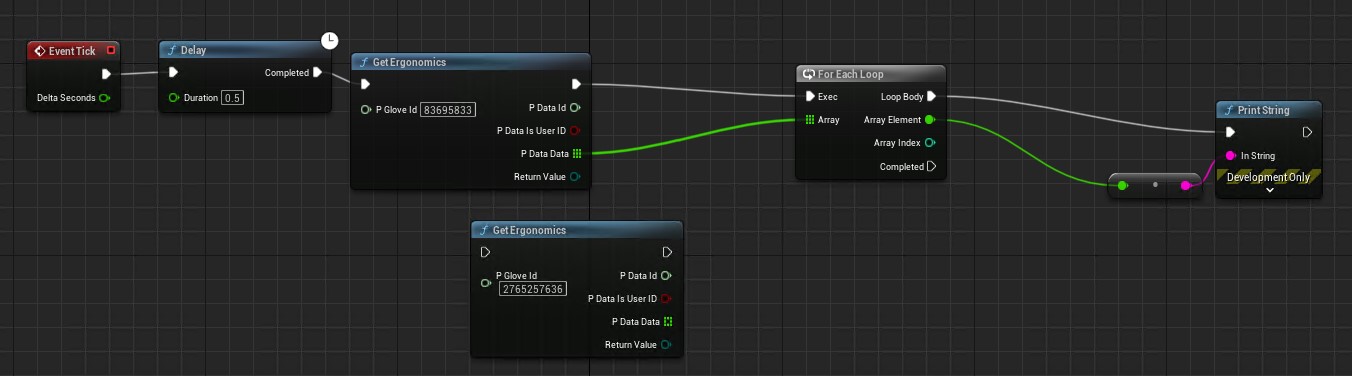 Event Tick
Delta Seconds
Delay
Completed
Duration 0.5
Get Ergonomics
P Glove Id 83695833
P Data Id
P Data Is User ID
P Data Data
Return Value
For Each Loop
Exec
Loop Body
Array
Array Element
Array Index
Completed
Print String
In String
Development Only
Get Ergonomics
P Glove Id
2765257636
P Data Id
P Data Is User ID
P Data Data
Return Value